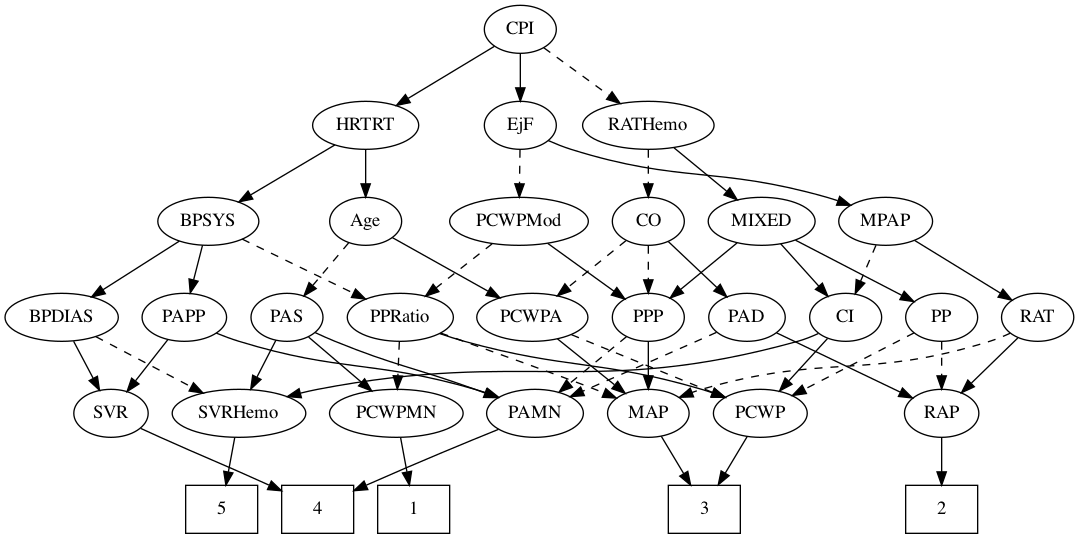 CPI
HRTRT
EjF
RATHemo
BPSYS
Age
PCWPMod
CO
MIXED
MPAP
BPDIAS
PAPP
PAS
PPRatio
PCWPA
PPP
PAD
CI
PP
RAT
SVR
SVRHemo
PCWPMN
PAMN
MAP
PCWP
RAP
5
4
1
3
2